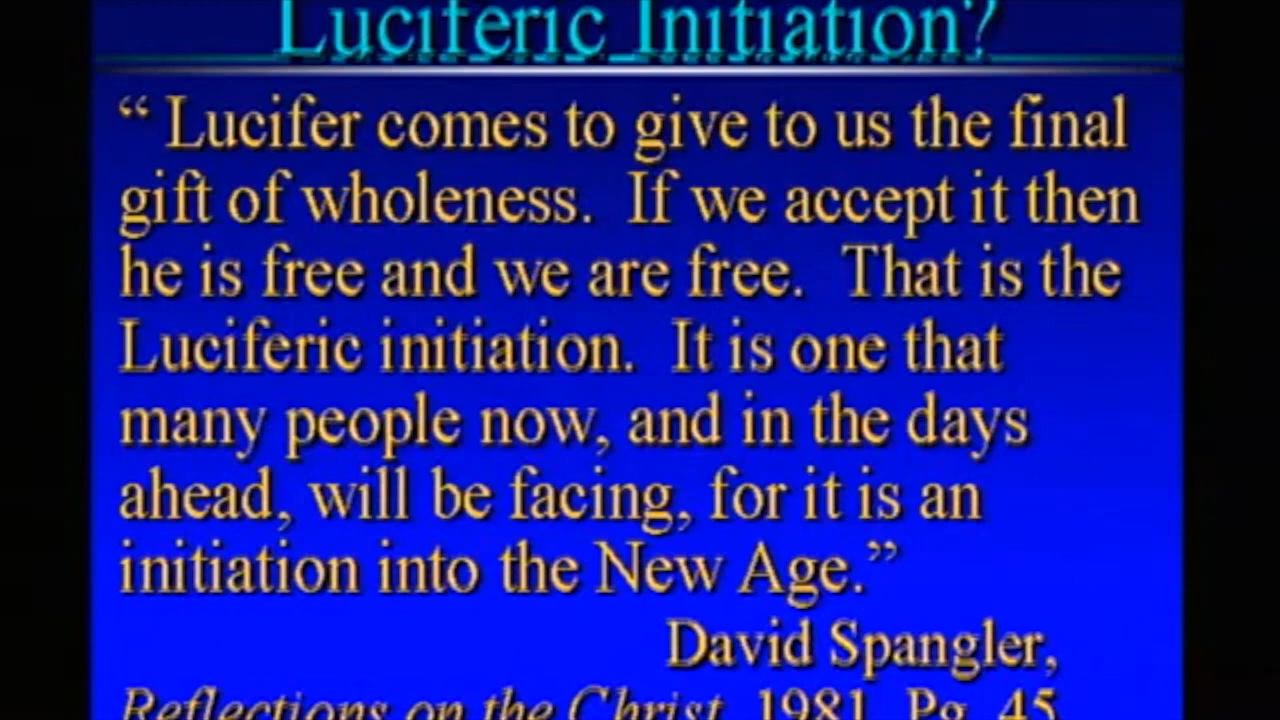 Luciferic Initiation?
“ Lucifer comes to give to us the final
gift of wholeness. If we accept it then
he is free and we are free. That is the
Luciferic initiation. It is one that
many people now, and in the days
ahead, will be facing, for it is an
initiation into the New Age.”
David Spangler,
Reflections on the Christ, 1981, Pg. 45